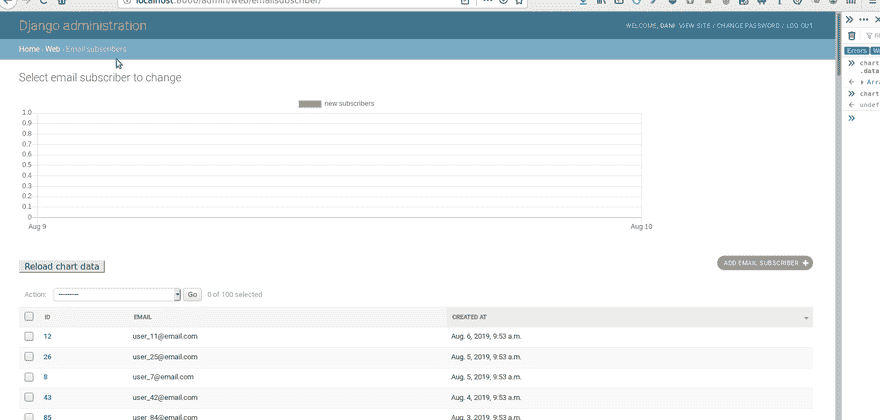 localhost:8000/admin/web/emailsubscriber/
Django administration
WELCOME, DANI VIEW SITE / CHANGE PASSWORD / LOG OUT
Home › Web › Email subscribers
Errors
Select email subscriber to change
new subscribers
1.0
0.9
0.8
0.7
0.6
0.5
0.4
0.3
0.2
0.1
0
Aug 9
Aug 10
chart
.data
Arr
chart
undef
Reload chart data
ADD EMAIL SUBSCRIBER +
Action: --------- Go 0 of 100 selected
ID EMAIL CREATED AT
12 user_11@email.com Aug. 6, 2019, 9:53 a.m.
26 user_25@email.com Aug. 5, 2019, 9:53 a.m.
8 user_7@email.com Aug. 5, 2019, 9:53 a.m.
43 user_42@email.com Aug. 4, 2019, 9:53 a.m.
85 user_84@email.com Aug. 3, 2019, 9:53 a.m.